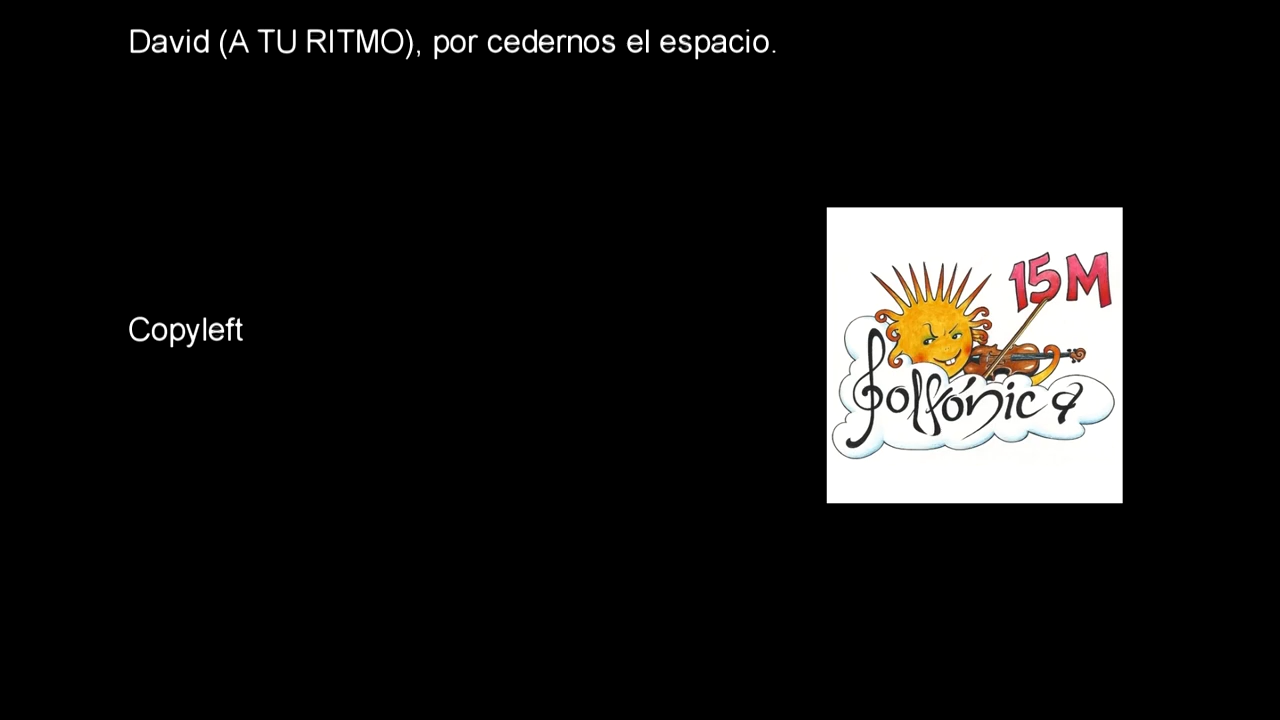 David (A TU RITMO), por cedernos el espacio.
15M
Solfónica
Copyleft